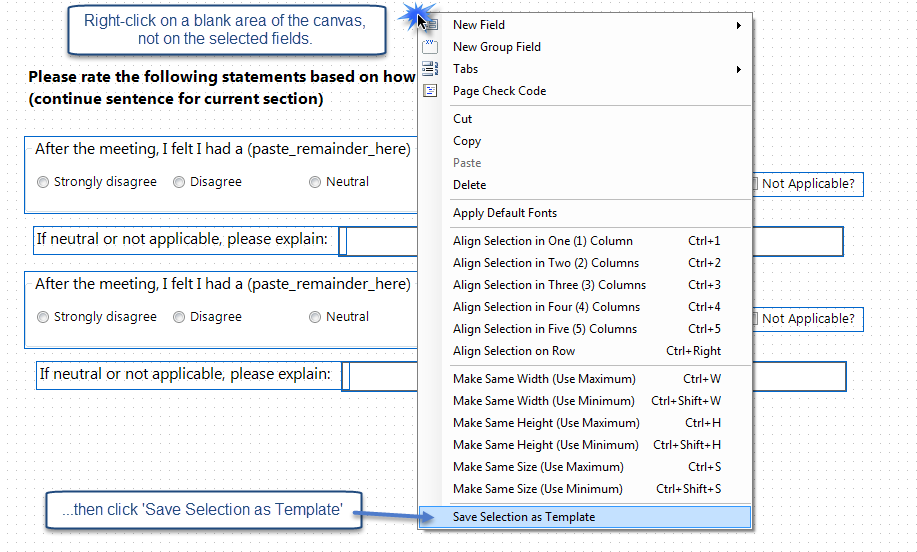 Right-click on a blank area of the canvas,
not on the selected fields.
Please rate the following statements based on how
(continue sentence for current section)
After the meeting, I felt I had a (paste_remainder_here)
Strongly disagree
Disagree
Neutral
Not Applicable?
If neutral or not applicable, please explain:
After the meeting, I felt I had a (paste_remainder_here)
Strongly disagree
Disagree
Neutral
Not Applicable?
If neutral or not applicable, please explain:
...then click 'Save Selection as Template'
New Field
New Group Field
Tabs
Page Check Code
Cut
Copy
Paste
Delete
Apply Default Fonts
Align Selection in One (1) Column Ctrl+1
Align Selection in Two (2) Columns Ctrl+2
Align Selection in Three (3) Columns Ctrl+3
Align Selection in Four (4) Columns Ctrl+4
Align Selection in Five (5) Columns Ctrl+5
Align Selection on Row Ctrl+Right
Make Same Width (Use Maximum) Ctrl+W
Make Same Width (Use Minimum) Ctrl+Shift+W
Make Same Height (Use Maximum) Ctrl+H
Make Same Height (Use Minimum) Ctrl+Shift+H
Make Same Size (Use Maximum) Ctrl+S
Make Same Size (Use Minimum) Ctrl+Shift+S
Save Selection as Template